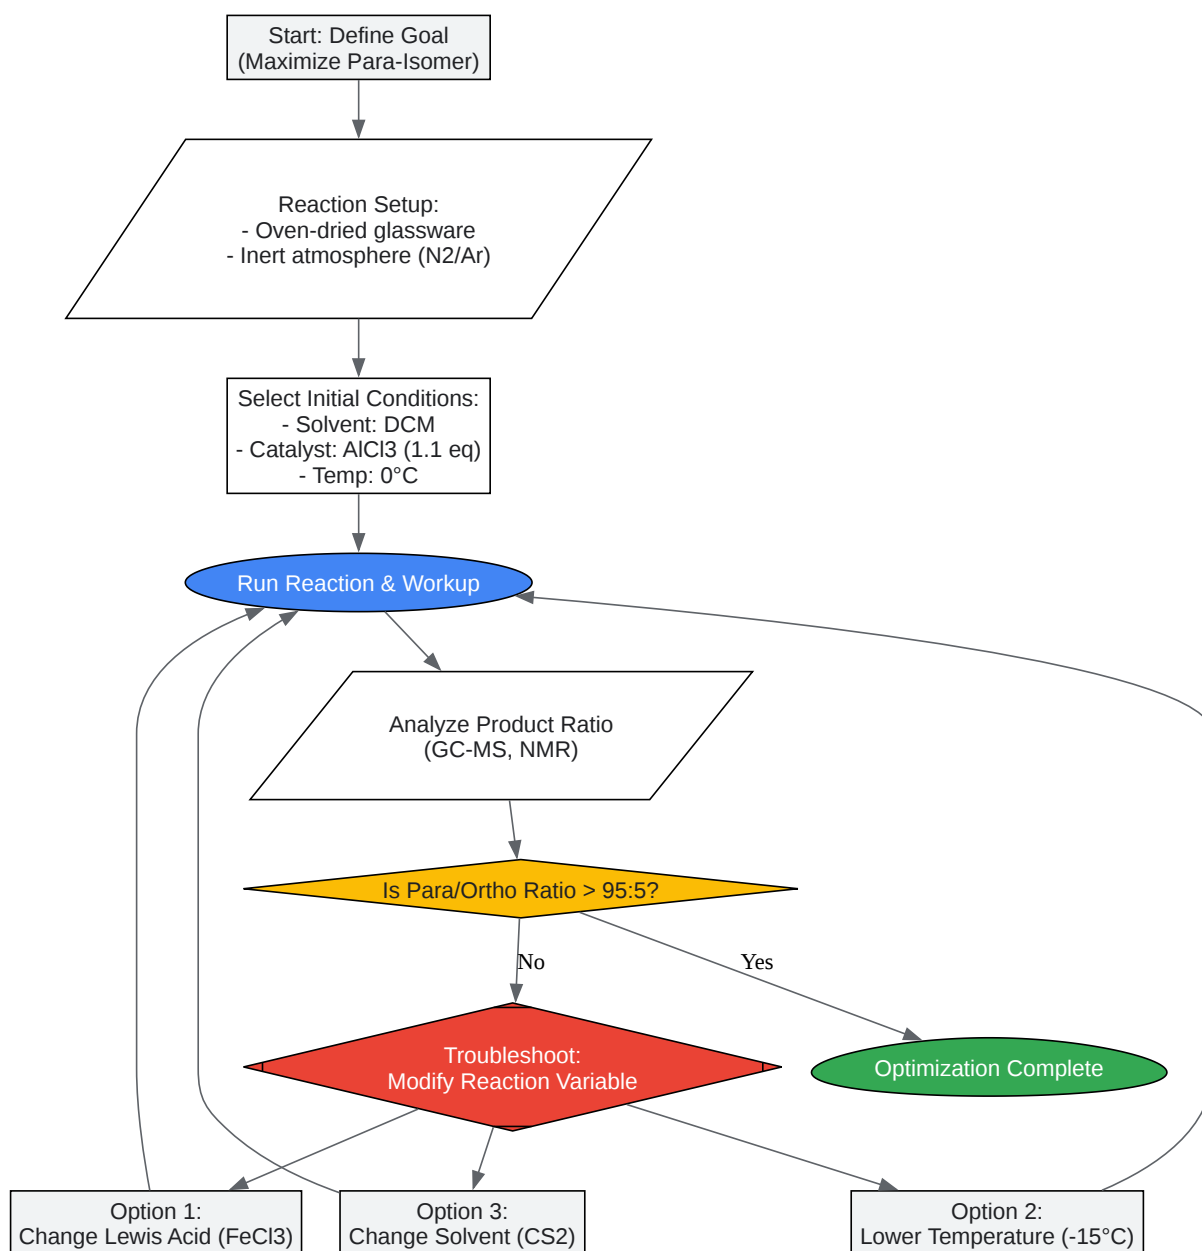 Start: Define Goal
(Maximize Para-Isomer)
Reaction Setup:
- Oven-dried glassware
- Inert atmosphere (N2/Ar)
Select Initial Conditions:
- Solvent: DCM
- Catalyst: AlCl3 (1.1 eq)
- Temp: 0°C
Run Reaction & Workup
Analyze Product Ratio
(GC-MS, NMR)
Is Para/Ortho Ratio > 95:5?
No
Yes
Troubleshoot:
Modify Reaction Variable
Optimization Complete
Option 1:
Change Lewis Acid (FeCl3)
Option 3:
Change Solvent (CS2)
Option 2:
Lower Temperature (-15°C)